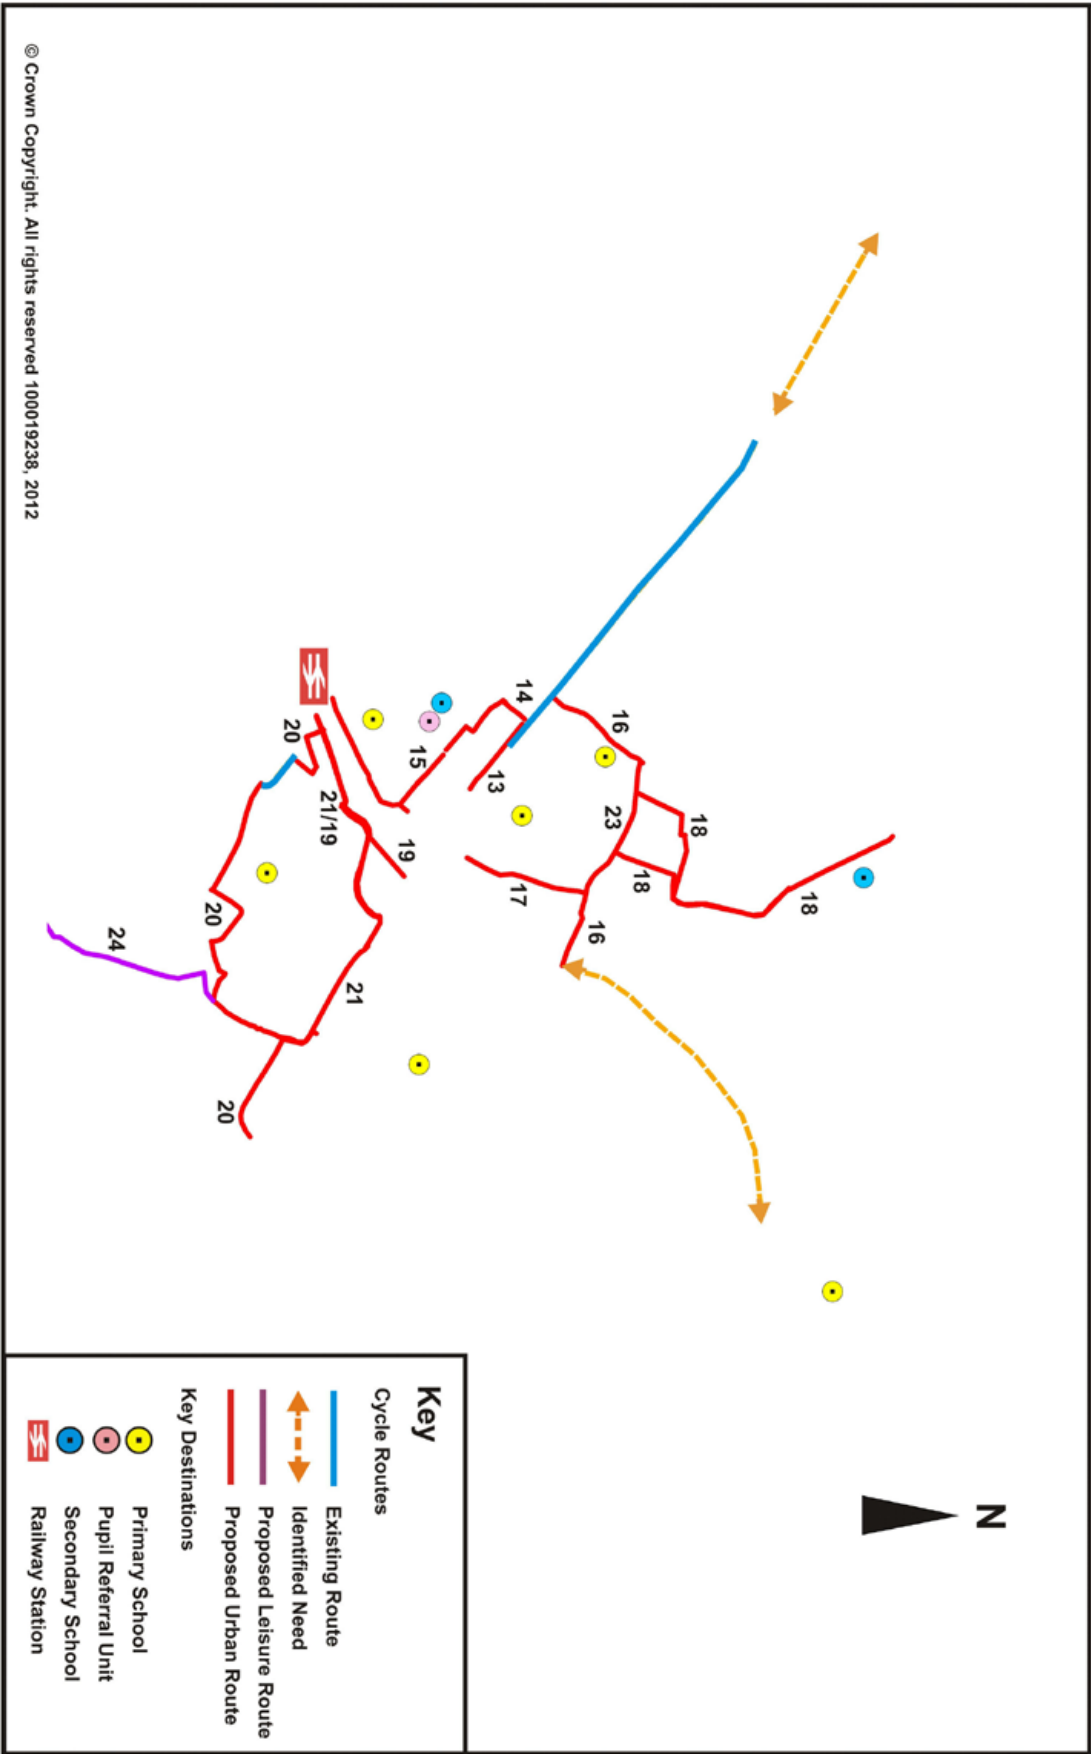 N
18
18
18
16
23
16
14
17
13
15
19
21/19
21
20
20
20
24
Key
Cycle Routes
Existing Route
Identified Need
Proposed Leisure Route
Proposed Urban Route
Key Destinations
Primary School
Pupil Referral Unit
Secondary School
Railway Station
© Crown Copyright. All rights reserved 100019238, 2012